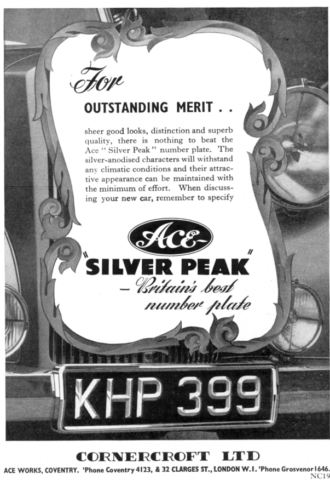 For
OUTSTANDING MERIT . .
sheer good looks, distinction and superb
quality, there is nothing to beat the
Ace "Silver Peak" number plate. The
silver-anodised characters will withstand
any climatic conditions and their attrac-
tive appearance can be maintained with
the minimum of effort. When discuss-
ing your new car, remember to specify
ACE
"SILVER PEAK"
– Britain's best
number plate
KHP 399
CORNERCROFT LTD
ACE WORKS, COVENTRY. 'Phone Coventry 4123, & 32 CLARGES ST., LONDON W.I. 'Phone Grosvenor 1646.
NC19